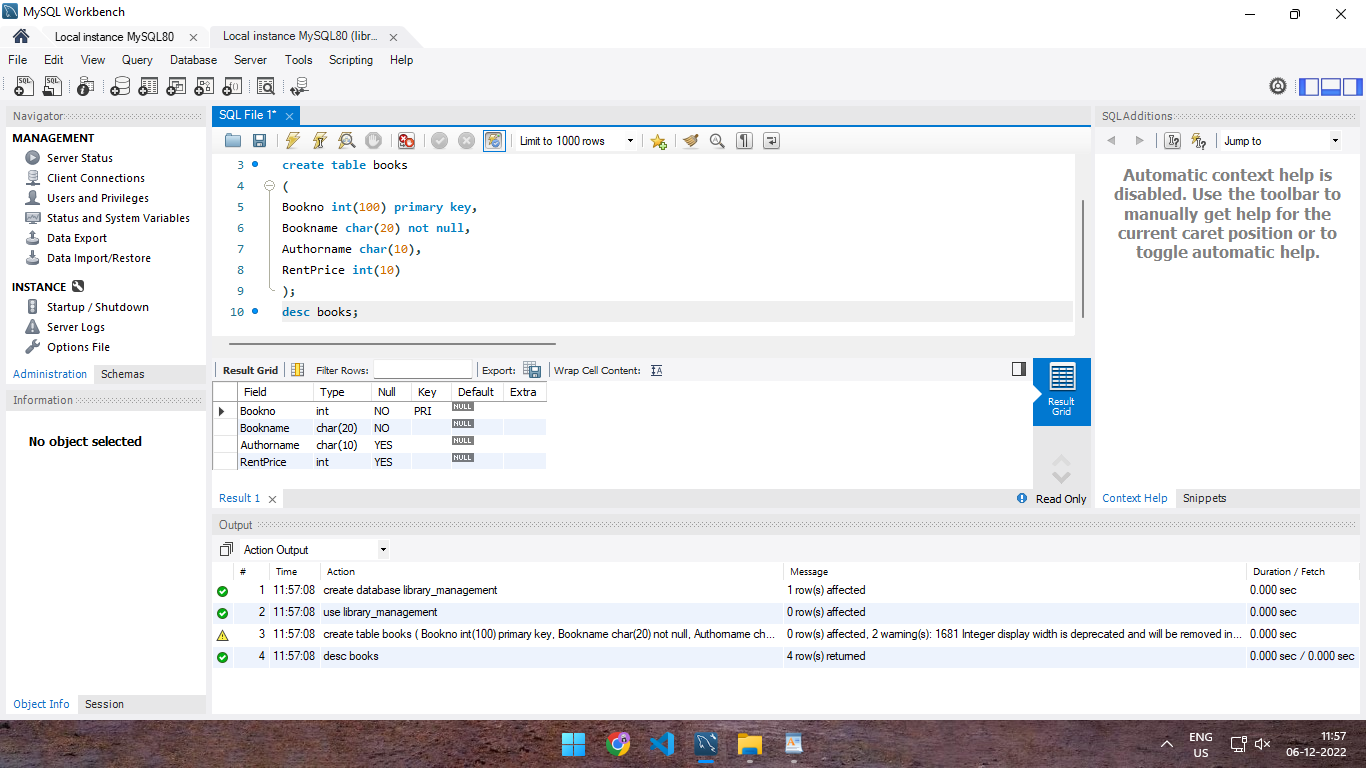 MySQL Workbench
Local instance MySQL80
Local instance MySQL80 (libr...
File Edit View Query Database Server Tools Scripting Help
Navigator
MANAGEMENT
Server Status
Client Connections
Users and Privileges
Status and System Variables
Data Export
Data Import/Restore
INSTANCE
Startup / Shutdown
Server Logs
Options File
Administration Schemas
Information
No object selected
Object Info Session
SQL File 1*
Limit to 1000 rows
3 create table books
4 (
5 Bookno int(100) primary key,
6 Bookname char(20) not null,
7 Authorname char(10),
8 RentPrice int(10)
9 );
10 desc books;
Result Grid Filter Rows: Export: Wrap Cell Content:
Field Type Null Key Default Extra
Bookno int NO PRI NULL
Bookname char(20) NO NULL
Authorname char(10) YES NULL
RentPrice int YES NULL
Result Grid
Result 1
Read Only
SQLAdditions
Jump to
Automatic context help is
disabled. Use the toolbar to
manually get help for the
current caret position or to
toggle automatic help.
Context Help Snippets
Output
Action Output
# Time Action Message Duration / Fetch
1 11:57:08 create database library_management 1 row(s) affected 0.000 sec
2 11:57:08 use library_management 0 row(s) affected 0.000 sec
3 11:57:08 create table books ( Bookno int(100) primary key, Bookname char(20) not null, Authorname ch... 0 row(s) affected, 2 warning(s): 1681 Integer display width is deprecated and will be removed in... 0.000 sec
4 11:57:08 desc books 4 row(s) returned 0.000 sec / 0.000 sec
ENG
US
11:57
06-12-2022